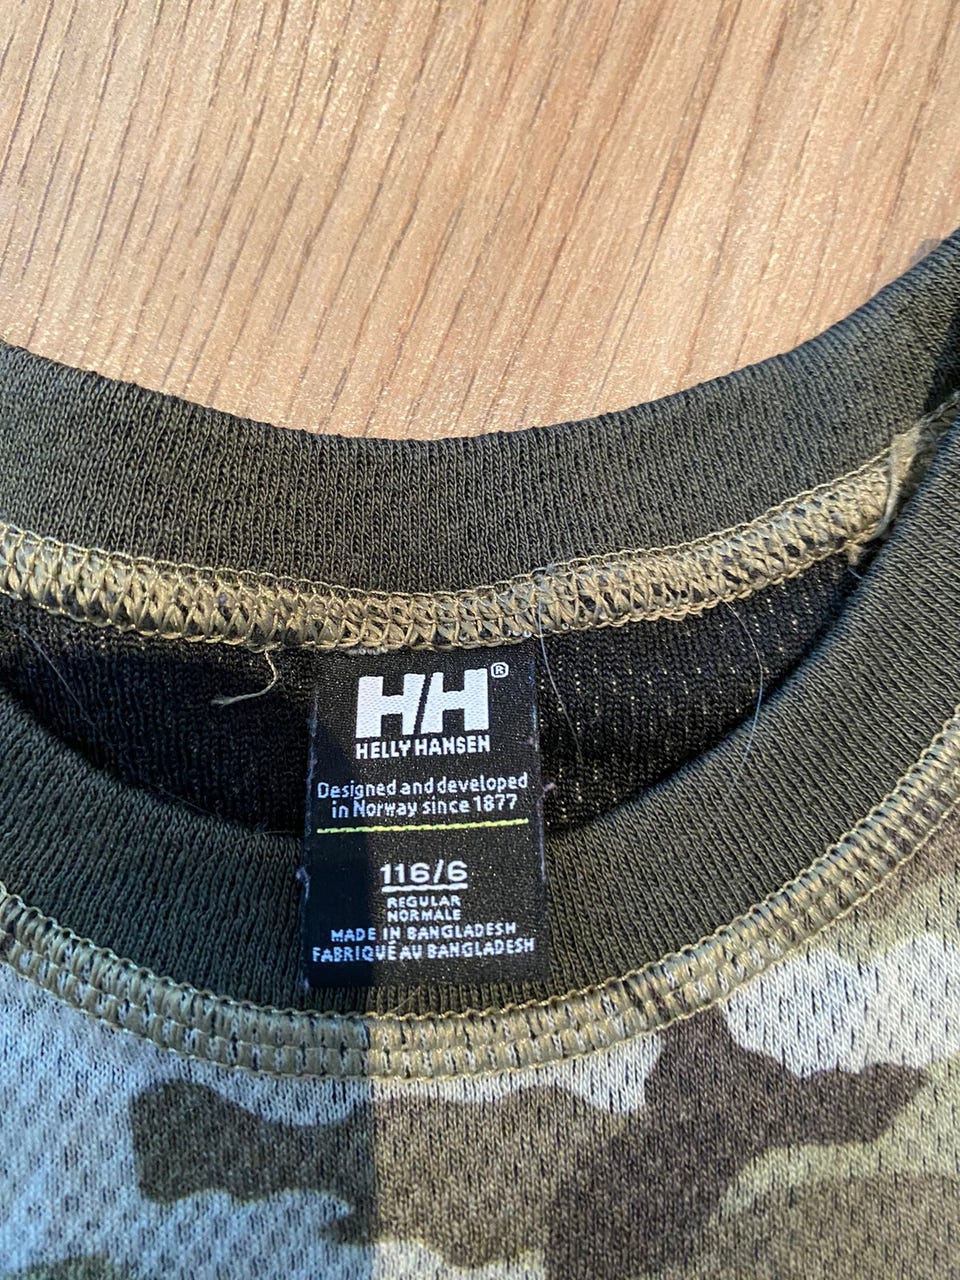 H/H®
HELLY HANSEN
Designed and developed
in Norway since 1877
116/6
REGULAR
NORMALE
MADE IN BANGLADESH
FABRIQUÉ AU BANGLADESH